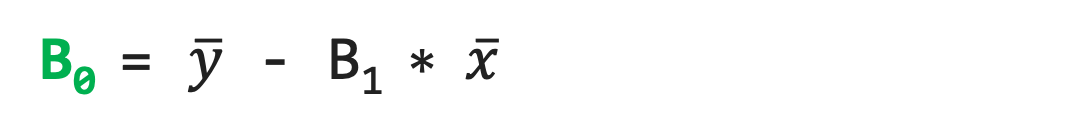 B₀ = ȳ - B₁ * x̄